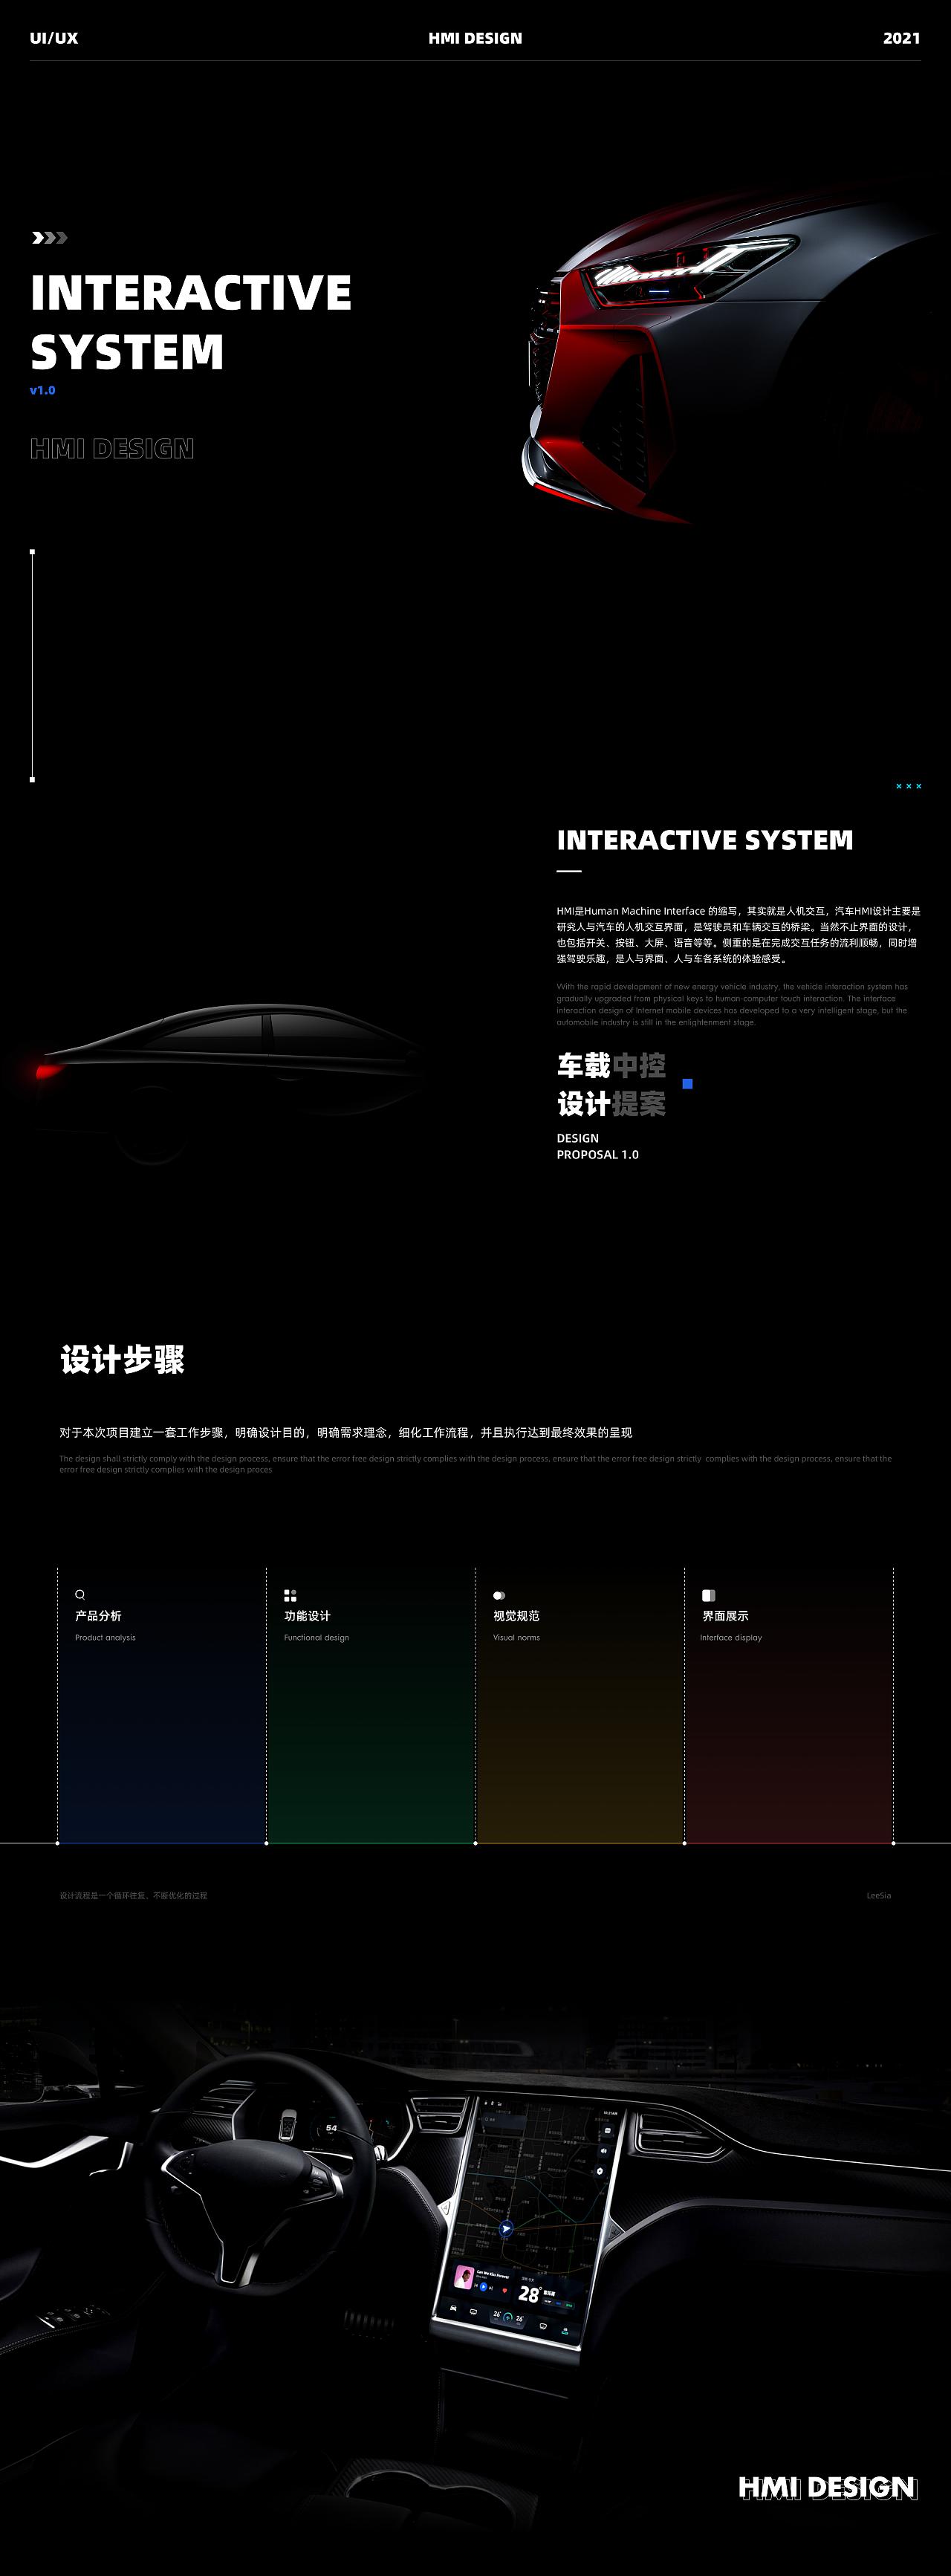 UI/UX
HMI DESIGN
2021
INTERACTIVE
SYSTEM
v1.0
HMI DESIGN
INTERACTIVE SYSTEM
HMI是Human Machine Interface 的缩写，其实就是人机交互，汽车HMI设计主要是
研究人与汽车的人机交互界面，是驾驶员和车辆交互的桥梁。当然不止界面的设计，
也包括开关、按钮、大屏、语音等等。侧重的是在完成交互任务的流利顺畅，同时增
强驾驶乐趣，是人与界面、人与车各系统的体验感受。
With the rapid development of new energy vehicle industry, the vehicle interaction system has
gradually upgraded from physical keys to human-computer touch interaction. The interface
interaction design of Internet mobile devices has developed to a very intelligent stage, but the
automobile industry is still in the enlightenment stage.
车载中控
设计提案
DESIGN
PROPOSAL 1.0
设计步骤
对于本次项目建立一套工作步骤，明确设计目的，明确需求理念，细化工作流程，并且执行达到最终效果的呈现
The design shall strictly comply with the design process, ensure that the error free design strictly complies with the design process, ensure that the error free design strictly complies with the design process, ensure that the
error free design strictly complies with the design proces
产品分析
Product analysis
功能设计
Functional design
视觉规范
Visual norms
界面展示
Interface display
设计流程是一个循环往复、不断优化的过程
LeeSia
54
Can We Kiss Forever
28°
26°
26°
HMI DESIGN